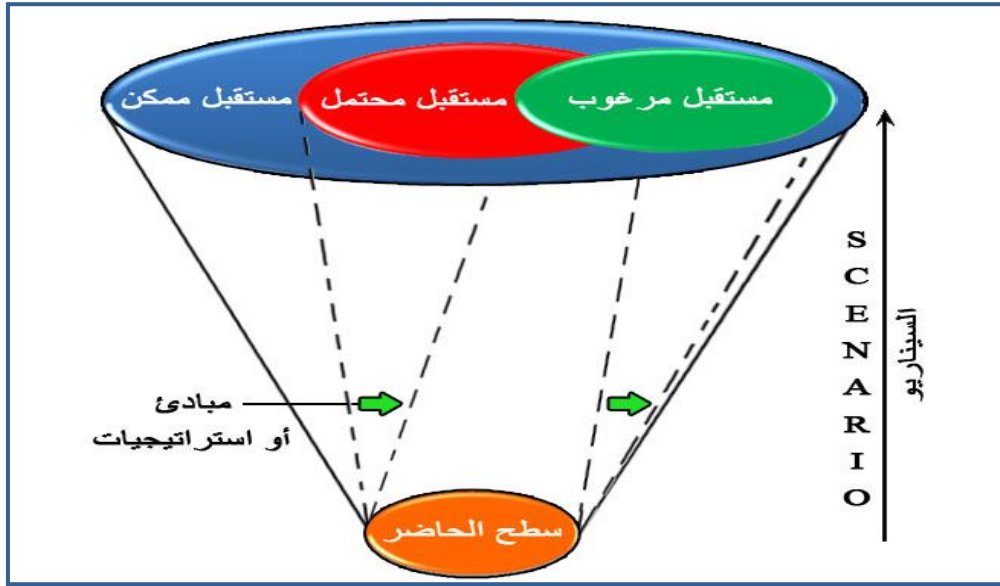 مستقبل مرغوب
مستقبل محتمل
مستقبل ممكن
SCENARIO
السيناريو
مبادئ
أو استراتيجيات
سطح الحاضر